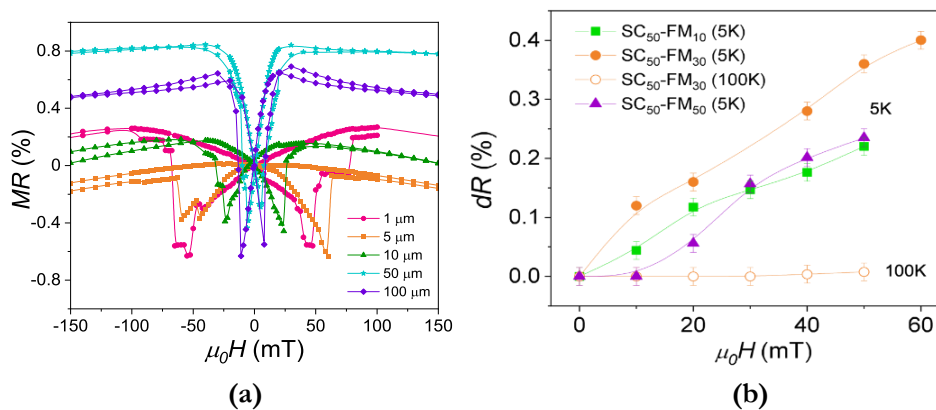 MR (%)
0.8
0.4
0
-0.4
-0.8
1 μm
5 μm
10 μm
50 μm
100 μm
-150 -100 -50 0 50 100 150
μ₀H (mT)
(a)
dR (%)
0.4
0.3
0.2
0.1
0.0
SC₅₀-FM₁₀ (5K)
SC₅₀-FM₃₀ (5K)
SC₅₀-FM₃₀ (100K)
SC₅₀-FM₅₀ (5K)
5K
100K
0 20 40 60
μ₀H (mT)
(b)